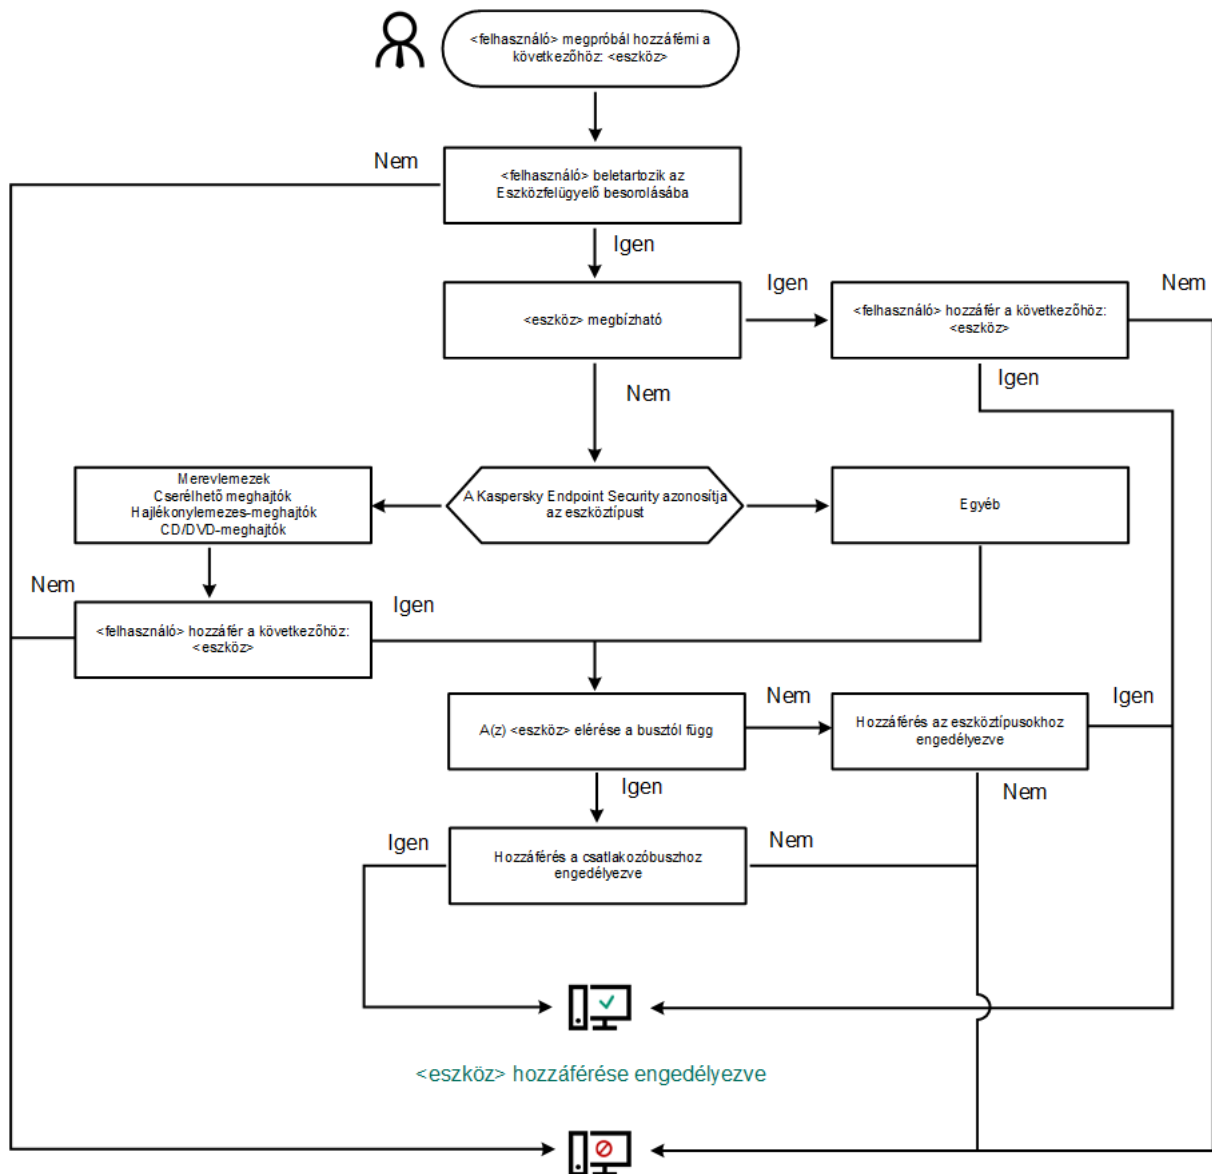 <felhasználó> megpróbál hozzáférni a
következőhöz: <eszköz>
Nem
<felhasználó> beletartozik az
Eszközfelügyelő besorolásába
Igen
Igen
Nem
<eszköz> megbízható
<felhasználó> hozzáfér a következőhöz:
<eszköz>
Igen
Nem
Merevlemezek
Cserélhető meghajtók
Hajlékonylemezes-meghajtók
CD/DVD-meghajtók
A Kaspersky Endpoint Security azonosítja
az eszköztípust
Egyéb
Nem
Igen
<felhasználó> hozzáfér a következőhöz:
<eszköz>
A(z) <eszköz> elérése a busztól függ
Nem
Hozzáférés az eszköztípusokhoz
engedélyezve
Igen
Igen
Nem
Igen
Hozzáférés a csatlakozóbuszhoz
engedélyezve
Nem
<eszköz> hozzáférése engedélyezve